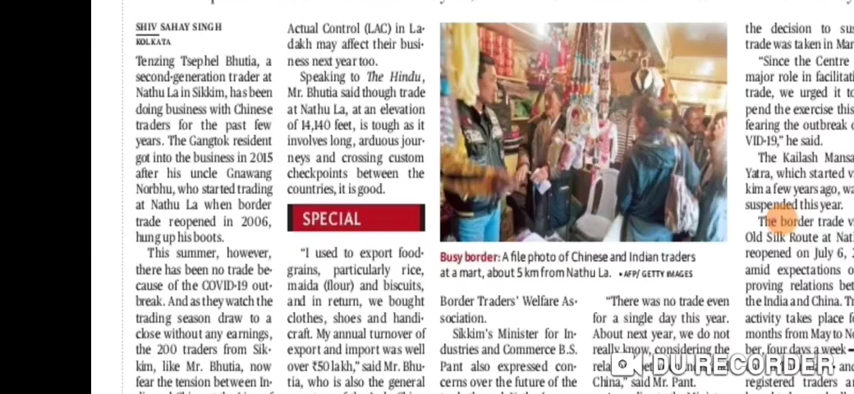 SHIV SAHAY SINGH
KOLKATA
Tenzing Tsephel Bhutia, a
second-generation trader at
Nathu La in Sikkim, has been
doing business with Chinese
traders for the past few
years. The Gangtok resident
got into the business in 2015
after his uncle Gnawang
Norbhu, who started trading
at Nathu La when border
trade reopened in 2006,
hung up his boots.
This summer, however,
there has been no trade be-
cause of the COVID-19 out-
break. And as they watch the
trading season draw to a
close without any earnings,
the 200 traders from Sik-
kim, like Mr. Bhutia, now
fear the tension between In-
Actual Control (LAC) in La-
dakh may affect their busi-
ness next year too.
Speaking to The Hindu,
Mr. Bhutia said though trade
at Nathu La, at an elevation
of 14,140 feet, is tough as it
involves long, arduous jour-
neys and crossing custom
checkpoints between the
countries, it is good.
SPECIAL
"I used to export food-
grains, particularly rice,
maida (flour) and biscuits,
and in return, we bought
clothes, shoes and handi-
craft. My annual turnover of
export and import was well
over ₹50 lakh," said Mr. Bhu-
tia, who is also the general
Busy border: A file photo of Chinese and Indian traders
at a mart, about 5 km from Nathu La. • AFP/ GETTY IMAGES
Border Traders' Welfare As-
sociation.
Sikkim's Minister for In-
dustries and Commerce B.S.
Pant also expressed con-
cerns over the future of the
"There was no trade even
for a single day this year.
About next year, we do not
really know, considering the
China," said Mr. Pant.
the decision to sus
trade was taken in Mar
"Since the Centre
major role in facilitati
trade, we urged it to
pend the exercise this
fearing the outbreak o
VID-19," he said.
The Kailash Mansa
Yatra, which started v
kim a few years ago, wa
suspended this year.
The border trade v
Old Silk Route at Nat
reopened on July 6, 2
amid expectations o
proving relations bet
the India and China. Tr
activity takes place f
months from May to No
ber, four days a week—
registered traders a
DU RECORDER